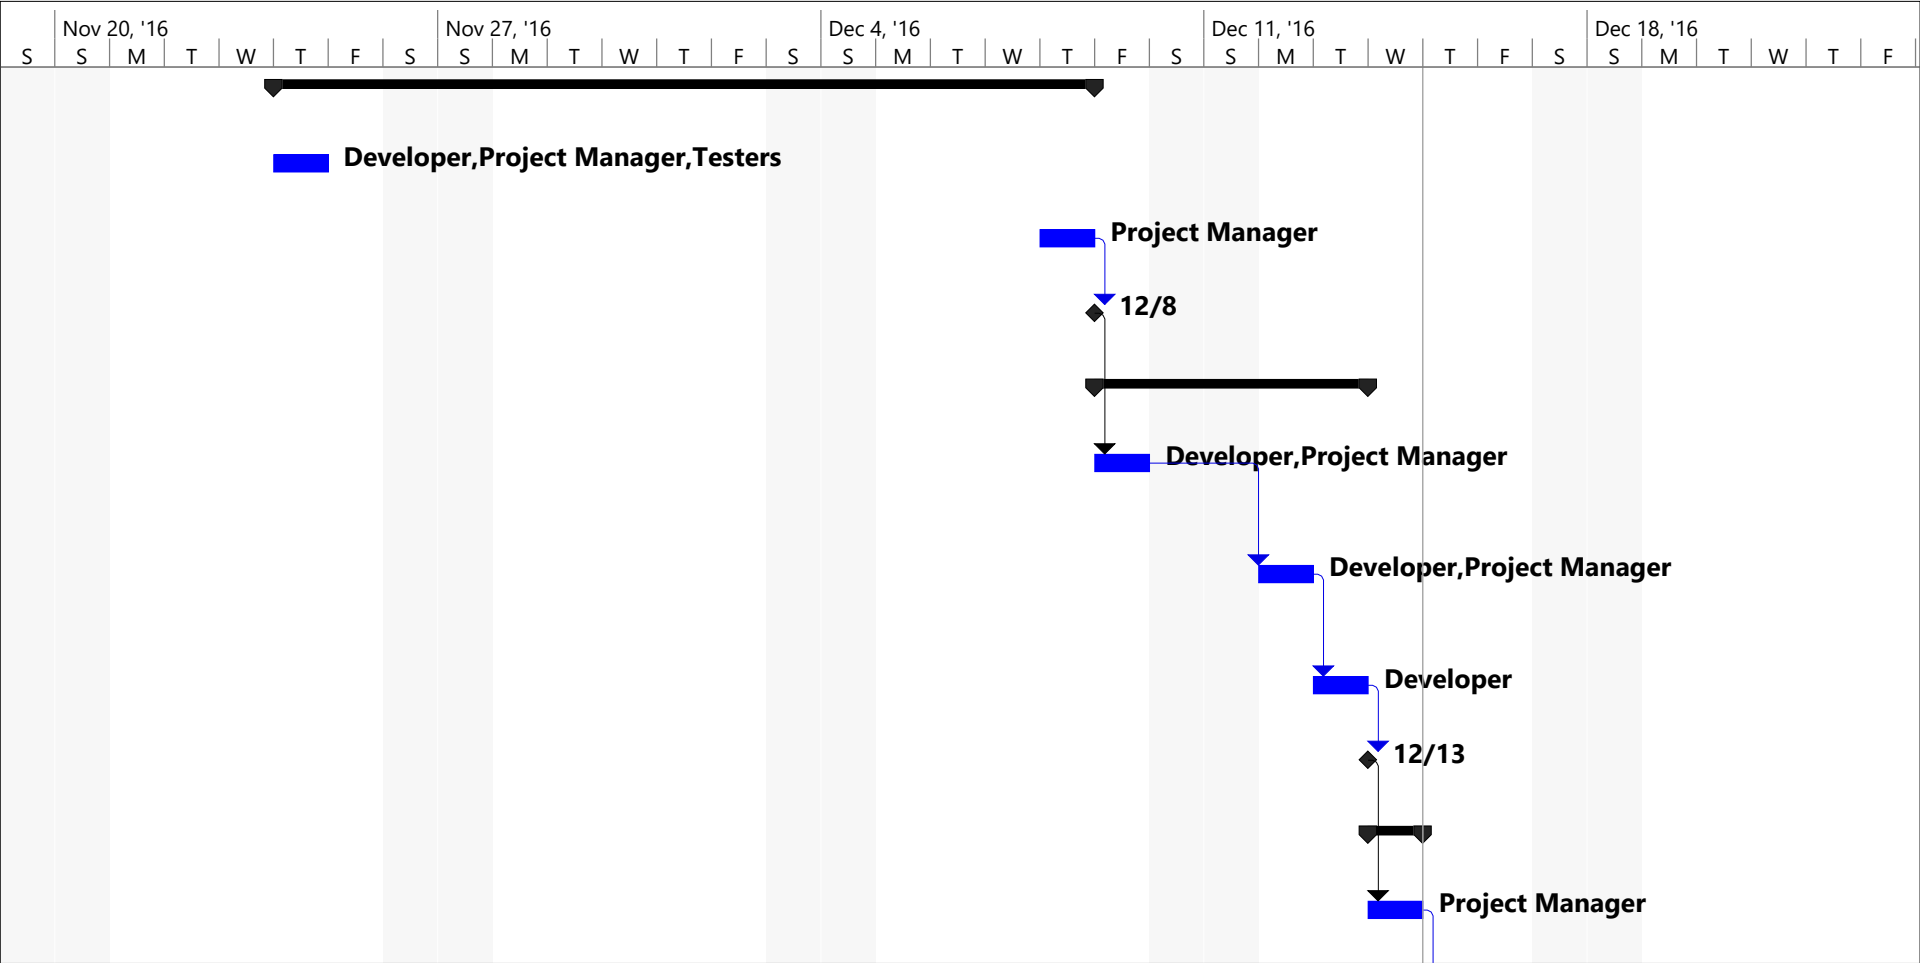 Nov 20, '16 Nov 27, '16 Dec 4, '16 Dec 11, '16 Dec 18, '16
S S M T W T F S S M T W T F S S M T W T F S S M T W T F S S M T W T F
Developer,Project Manager,Testers
Project Manager
12/8
Developer,Project Manager
Developer,Project Manager
Developer
12/13
Project Manager